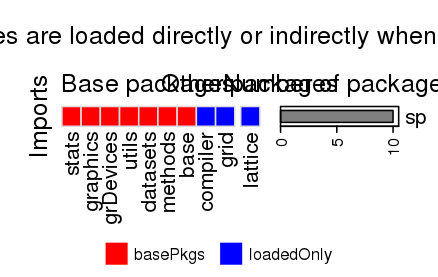 es are loaded directly or indirectly when
Base packages
Other packages
Number of package
Imports
stats
graphics
grDevices
utils
datasets
methods
base
compiler
grid
lattice
sp
0
5
10
basePkgs
loadedOnly